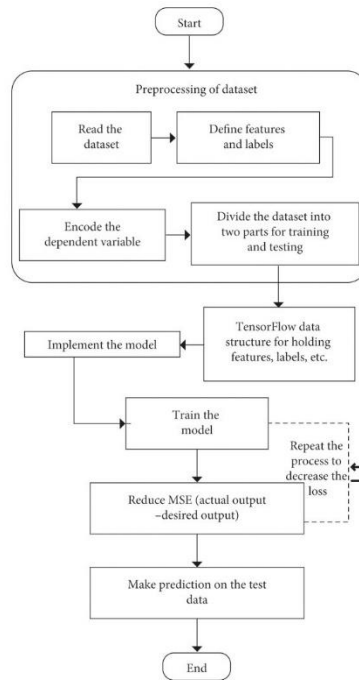 Start
Preprocessing of dataset
Read the
dataset
Define features
and labels
Encode the
dependent variable
Divide the dataset into
two parts for training
and testing
TensorFlow data
structure for holding
features, labels, etc.
Implement the model
Train the
model
Repeat the
process to
decrease the
loss
Reduce MSE (actual output
–desired output)
Make prediction on the test
data
End